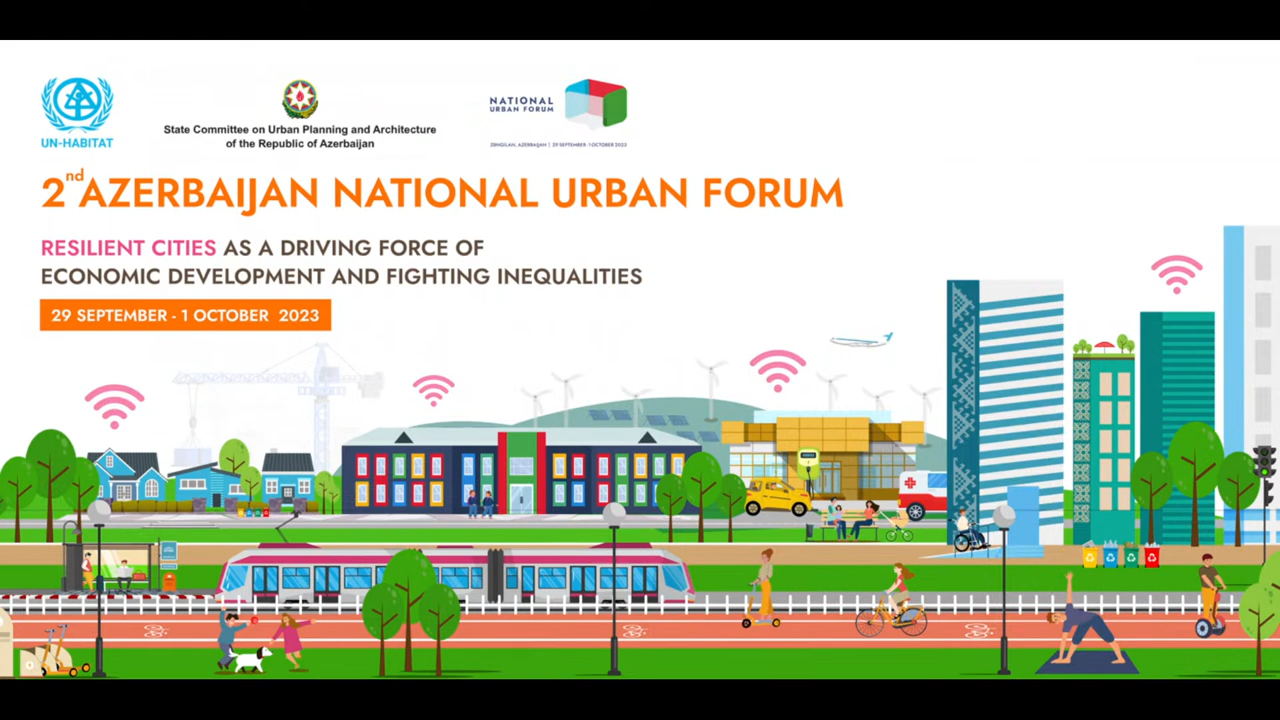 UN-HABITAT
State Committee on Urban Planning and Architecture
of the Republic of Azerbaijan
NATIONAL
URBAN FORUM
ZENGILAN, AZERBAIJAN | 29 SEPTEMBER -1 OCTOBER 2023
2nd AZERBAIJAN NATIONAL URBAN FORUM
RESILIENT CITIES AS A DRIVING FORCE OF
ECONOMIC DEVELOPMENT AND FIGHTING INEQUALITIES
29 SEPTEMBER - 1 OCTOBER 2023